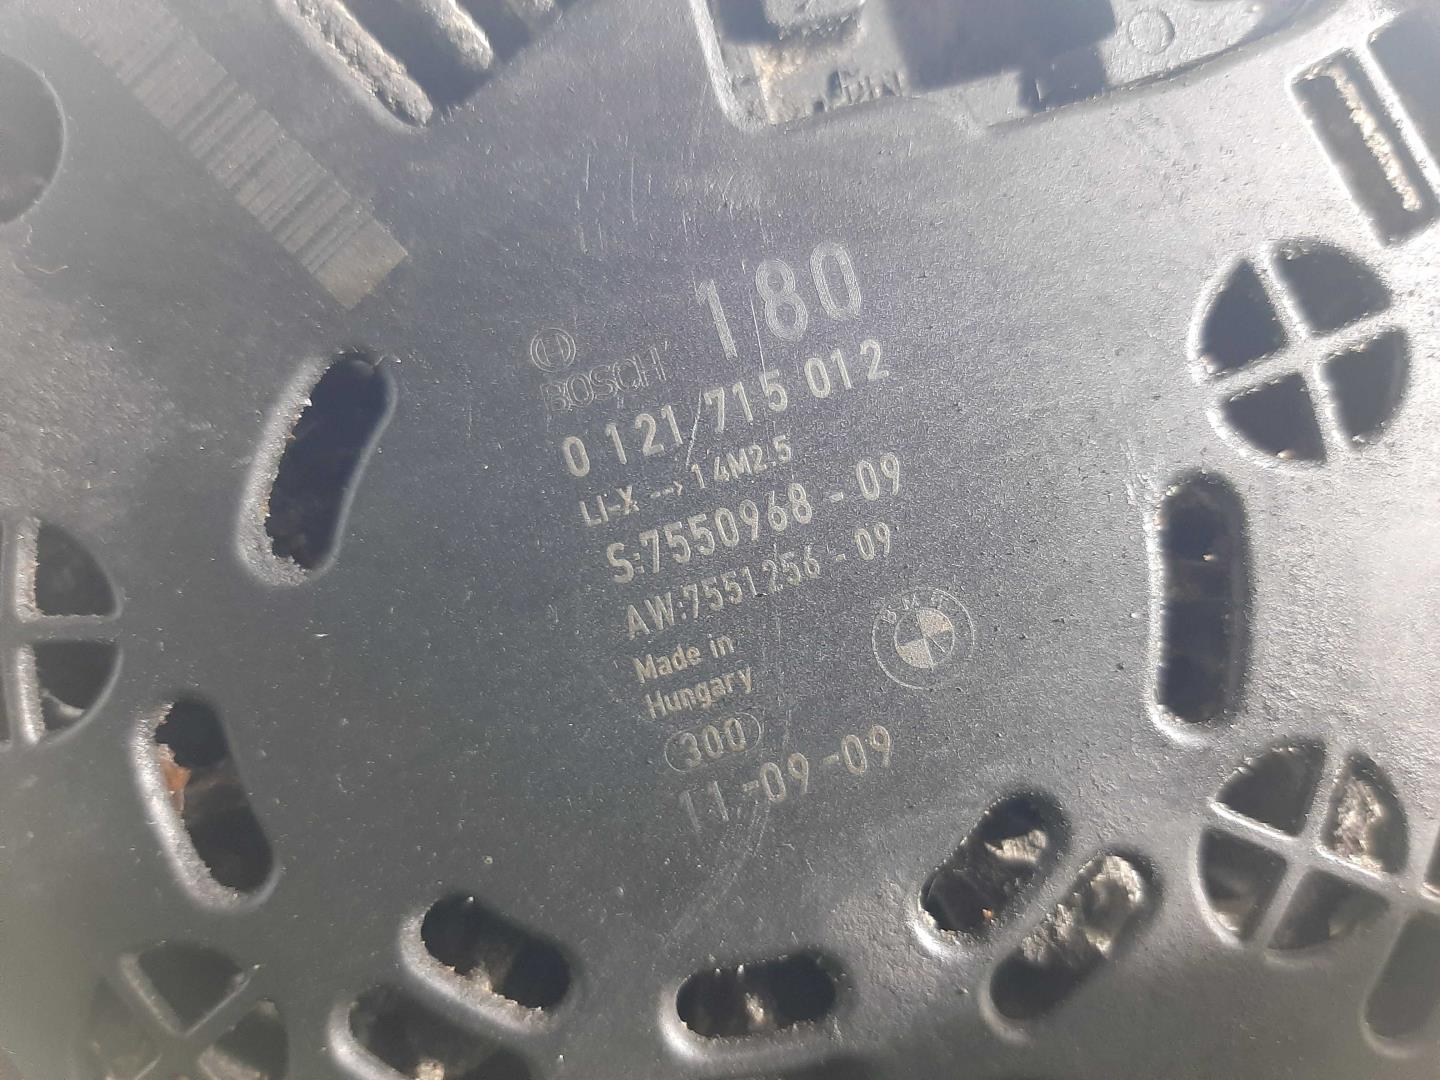 180
BOSCH
0 121 715 012
LI-X --> 14M2.5
S:7550968-09
AW:7551256-09
Made in
Hungary
300
11-09-09
BMW